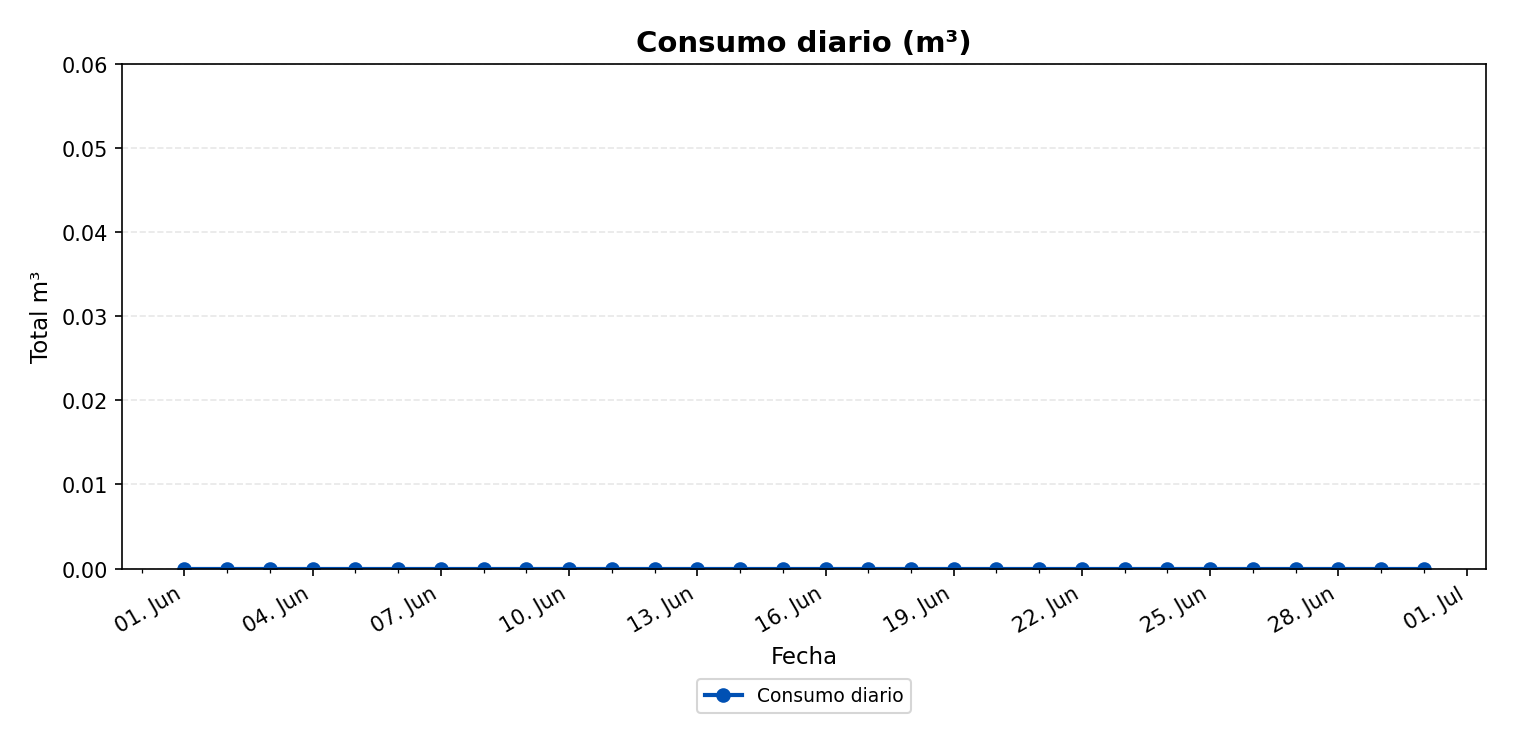 Consumo diario (m³)
Total m³
0.06
0.05
0.04
0.03
0.02
0.01
0.00
01. Jun
04. Jun
07. Jun
10. Jun
13. Jun
16. Jun
19. Jun
22. Jun
25. Jun
28. Jun
01. Jul
Fecha
Consumo diario